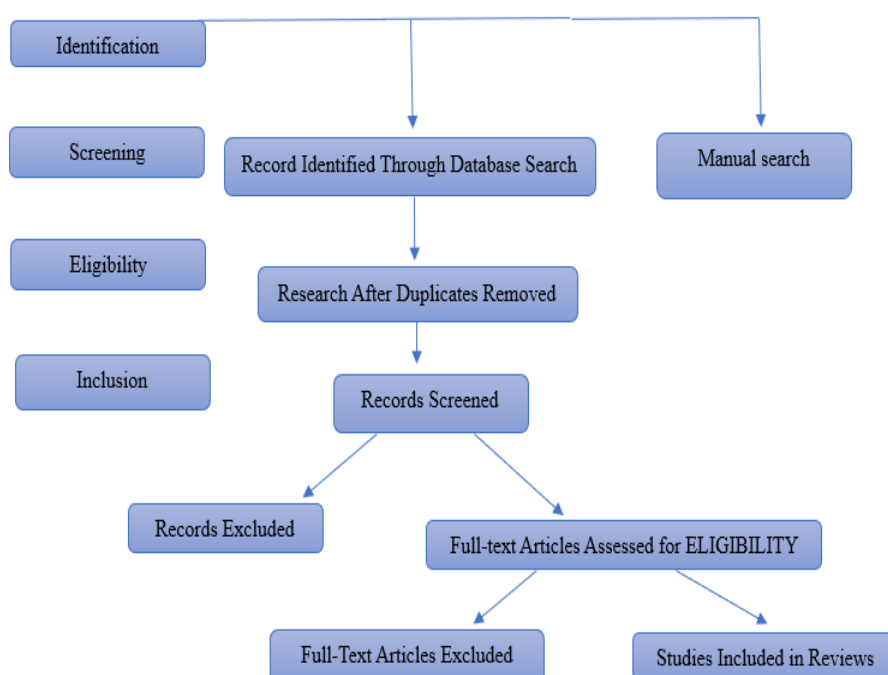 Identification
Screening
Record Identified Through Database Search
Manual search
Eligibility
Research After Duplicates Removed
Inclusion
Records Screened
Records Excluded
Full-text Articles Assessed for ELIGIBILITY
Full-Text Articles Excluded
Studies Included in Reviews